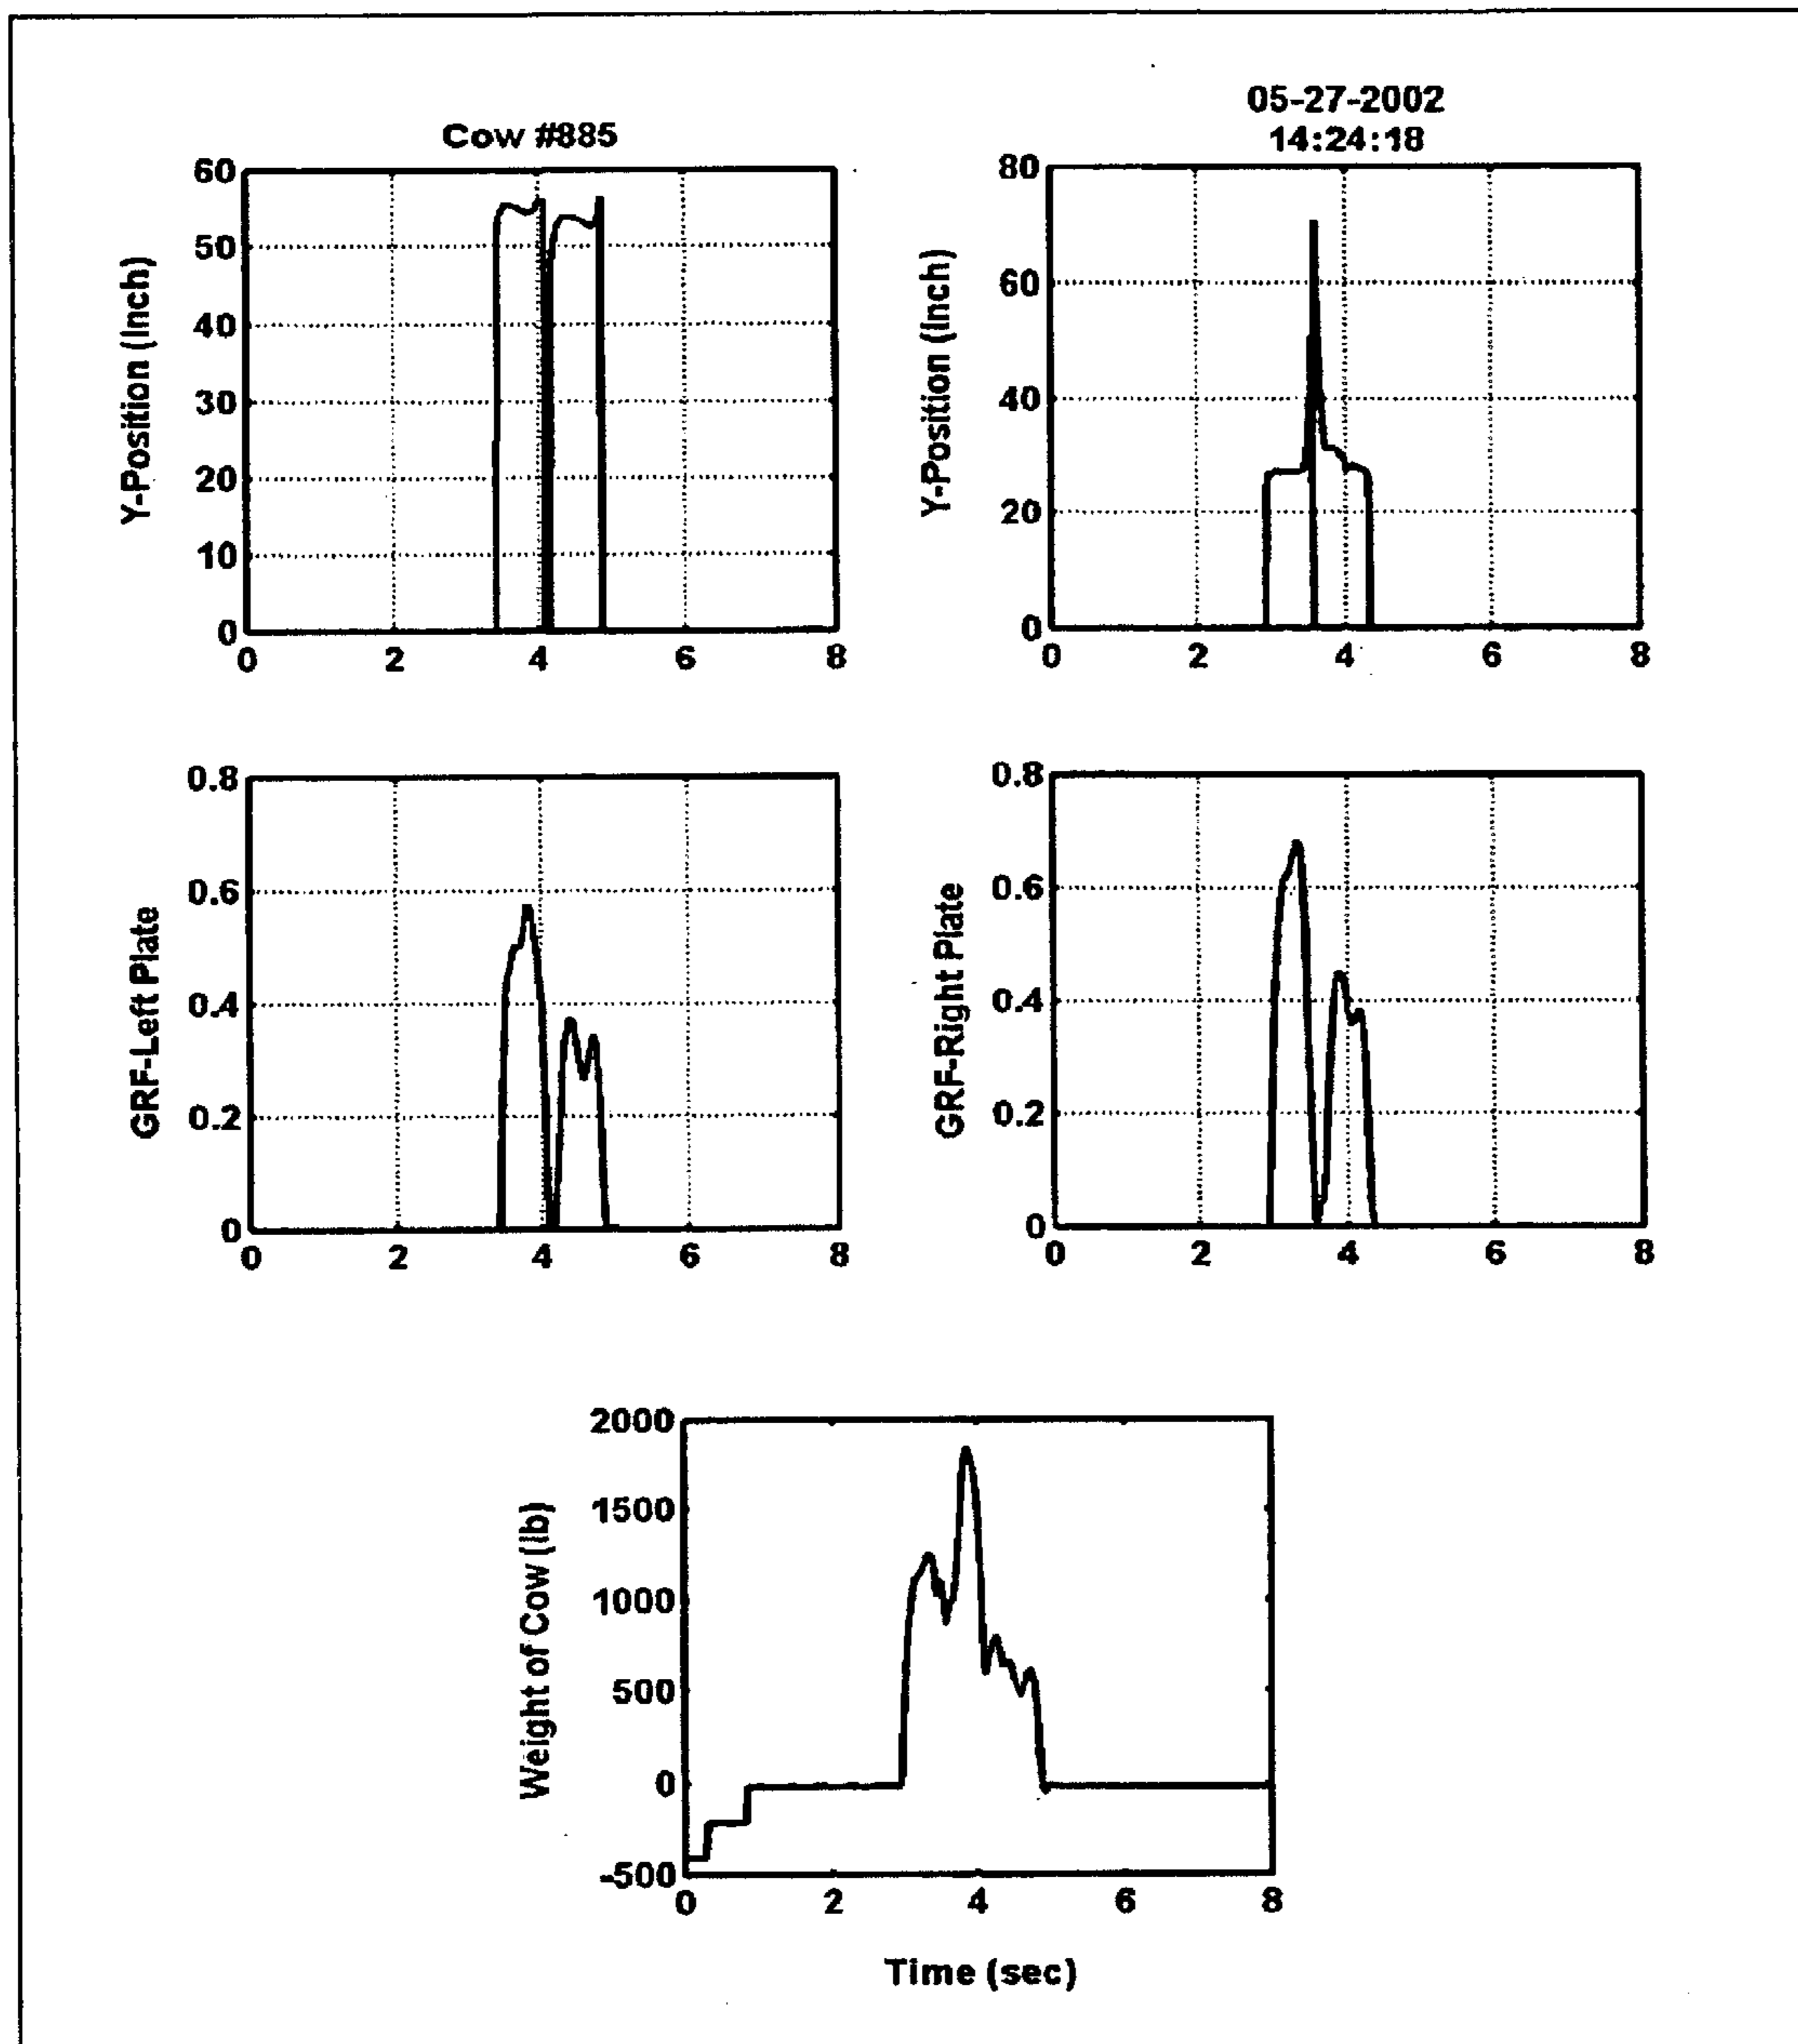 Cow #885
05-27-2002
14:24:18
Y-Position (Inch)
60
50
40
30
20
10
0
0 2 4 6 8
Y-Position (Inch)
80
60
40
20
0
0 2 4 6 8
GRF-Left Plate
0.8
0.6
0.4
0.2
0
0 2 4 6 8
GRF-Right Plate
0.8
0.6
0.4
0.2
0
0 2 4 6 8
Weight of Cow (lb)
2000
1500
1000
500
0
-500
0 2 4 6 8
Time (sec)